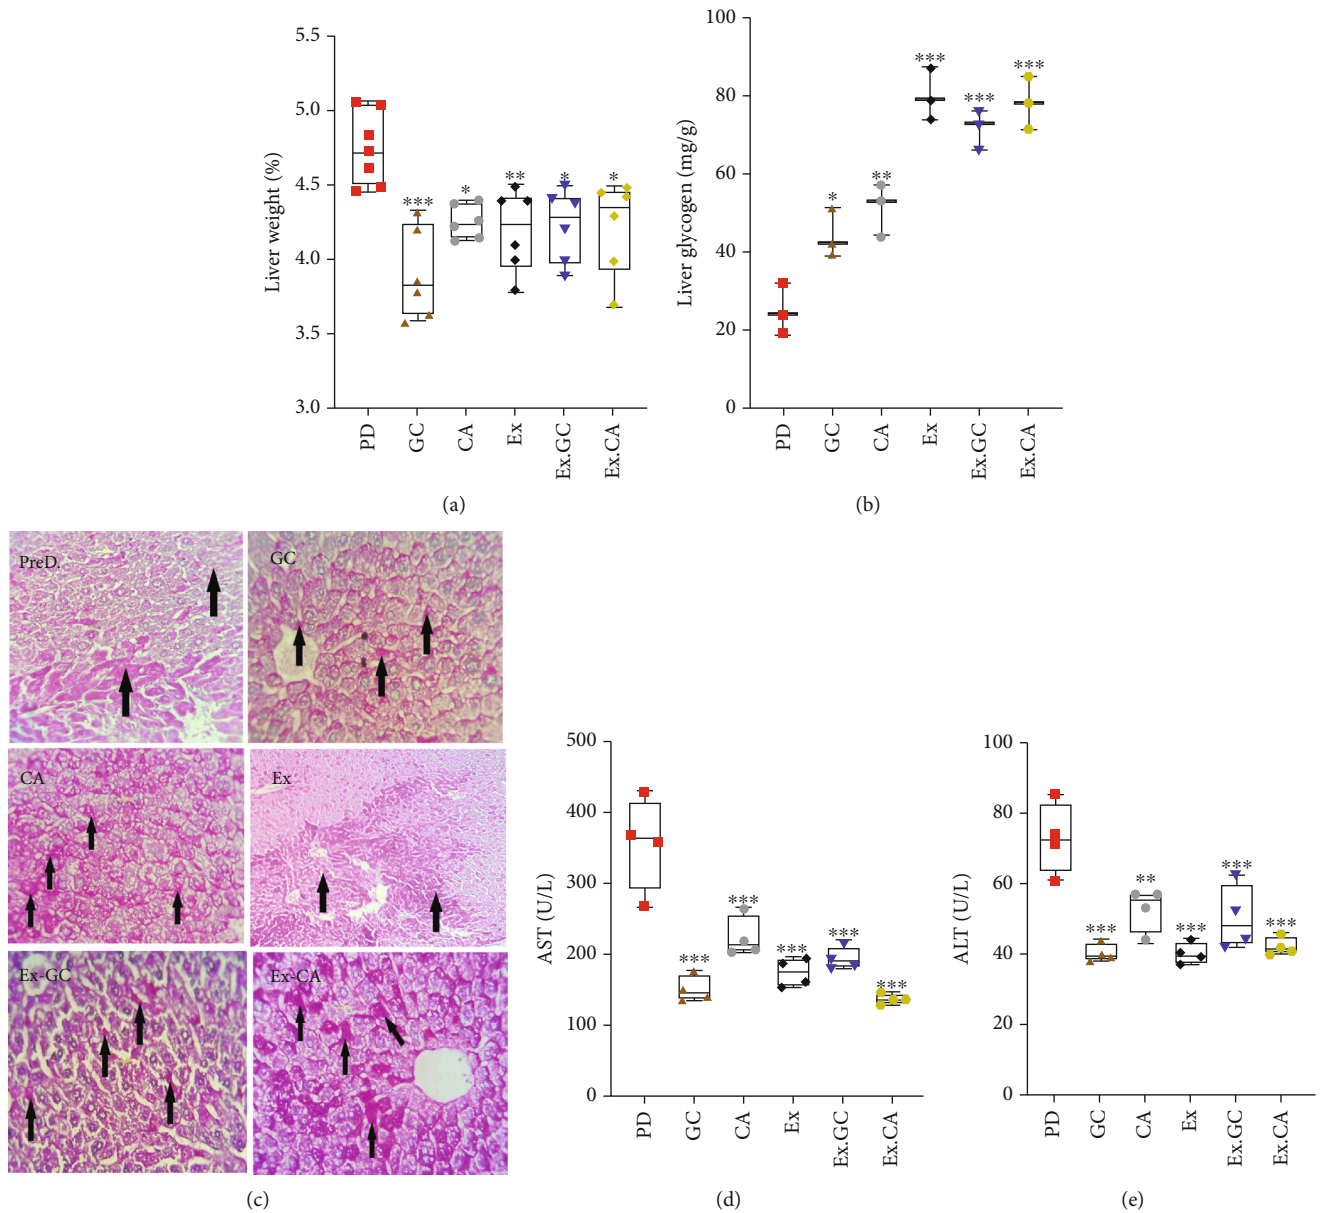 5.5
5.0
4.5
4.0
3.5
3.0
Liver weight (%)
***
*
**
*
*
PD
GC
CA
Ex
Ex.GC
Ex.CA
(a)
100
80
60
40
20
0
Liver glycogen (mg/g)
*
**
***
***
***
PD
GC
CA
Ex
Ex.GC
Ex.CA
(b)
PreD.
GC
CA
Ex
Ex-GC
Ex-CA
(c)
500
400
300
200
100
0
AST (U/L)
***
***
***
***
***
PD
GC
CA
Ex
Ex.GC
Ex.CA
(d)
100
80
60
40
20
0
ALT (U/L)
***
**
***
***
***
PD
GC
CA
Ex
Ex.GC
Ex.CA
(e)